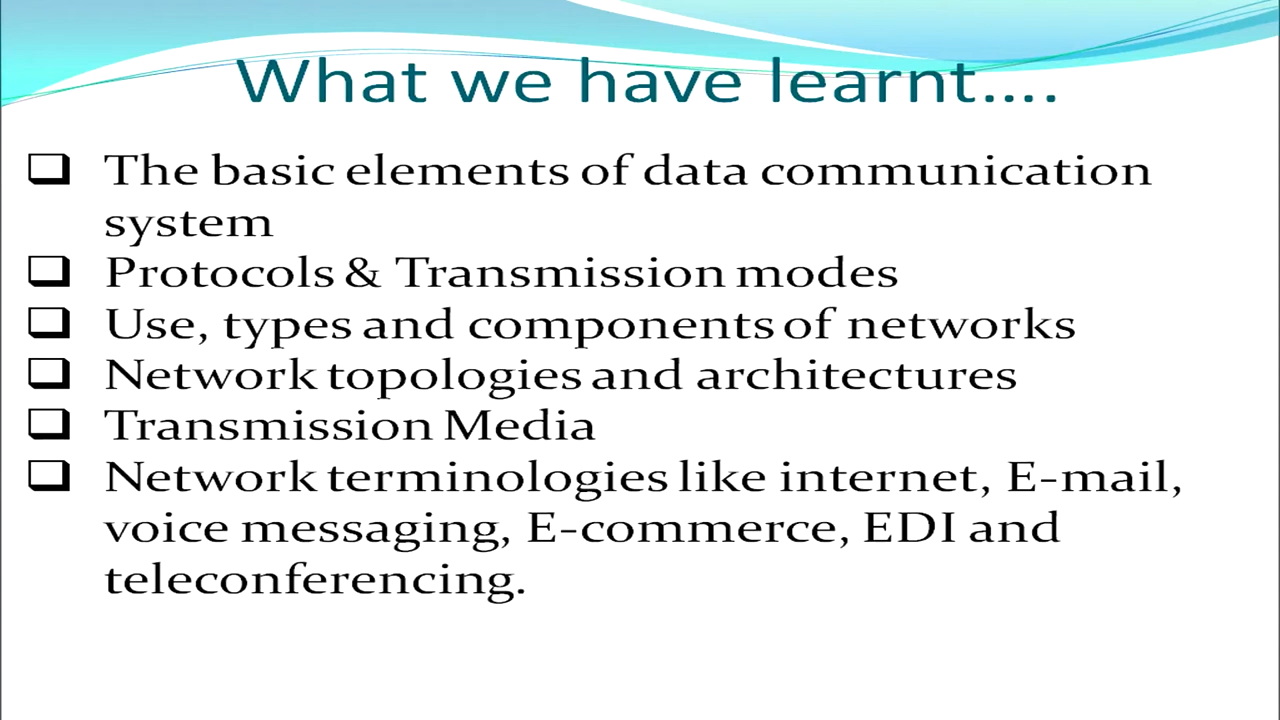 What we have learnt....
The basic elements of data communication
system
Protocols & Transmission modes
Use, types and components of networks
Network topologies and architectures
Transmission Media
Network terminologies like internet, E-mail,
voice messaging, E-commerce, EDI and
teleconferencing.